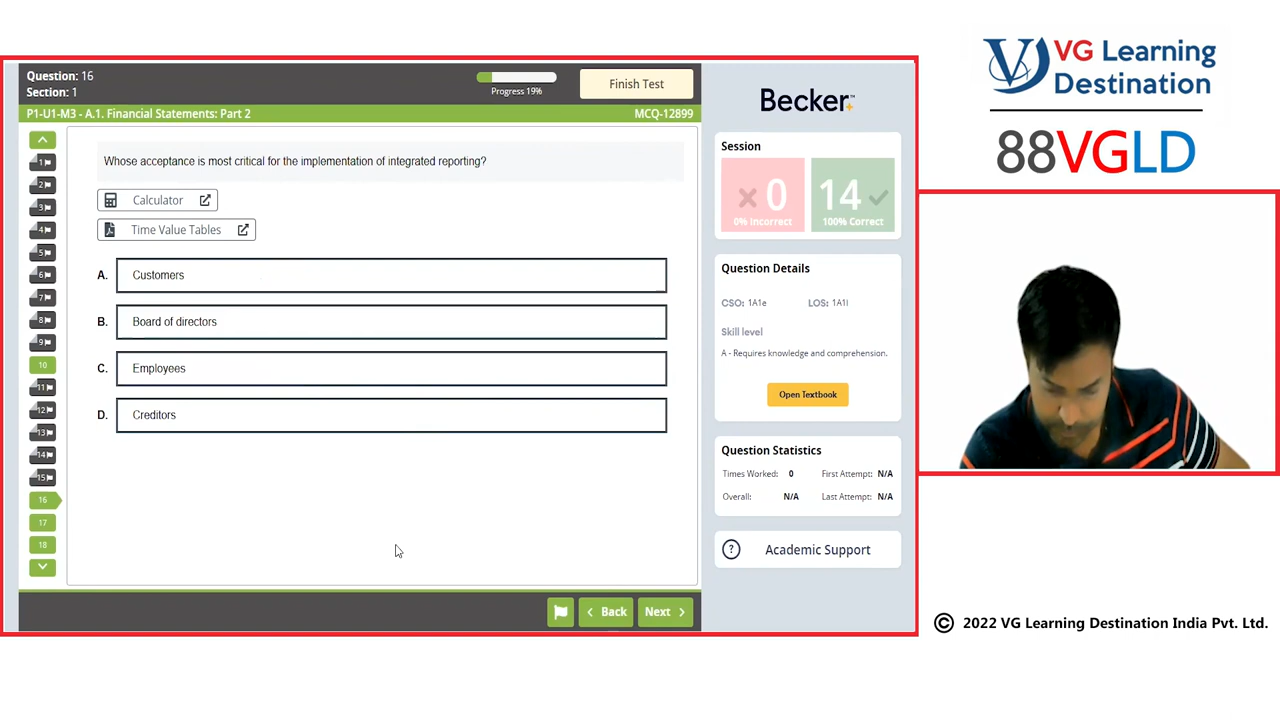 Question: 16
Section: 1
Progress 19%
Finish Test
P1-U1-M3 - A.1. Financial Statements: Part 2
MCQ-12899
1
2
3
4
5
6
7
8
9
10
11
12
13
14
15
16
17
18
Whose acceptance is most critical for the implementation of integrated reporting?
Calculator
Time Value Tables
A. Customers
B. Board of directors
C. Employees
D. Creditors
Back
Next
Becker
Session
0
0% Incorrect
14
100% Correct
Question Details
CSO: 1A1e LOS: 1A1l
Skill level
A - Requires knowledge and comprehension.
Open Textbook
Question Statistics
Times Worked: 0 First Attempt: N/A
Overall: N/A Last Attempt: N/A
? Academic Support
VG Learning
Destination
88VGLD
© 2022 VG Learning Destination India Pvt. Ltd.